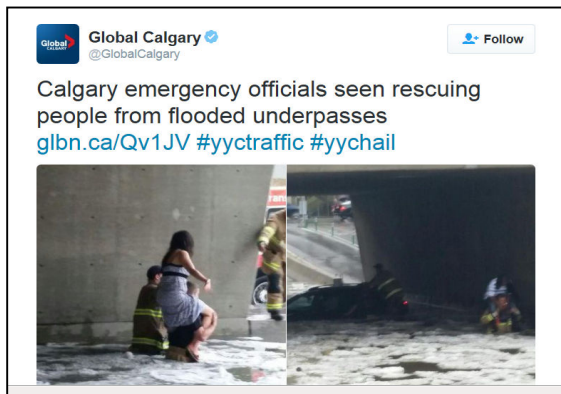 Global Calgary
@GlobalCalgary
Follow
Global
CALGARY
Calgary emergency officials seen rescuing
people from flooded underpasses
glbn.ca/Qv1JV #yyctraffic #yychail